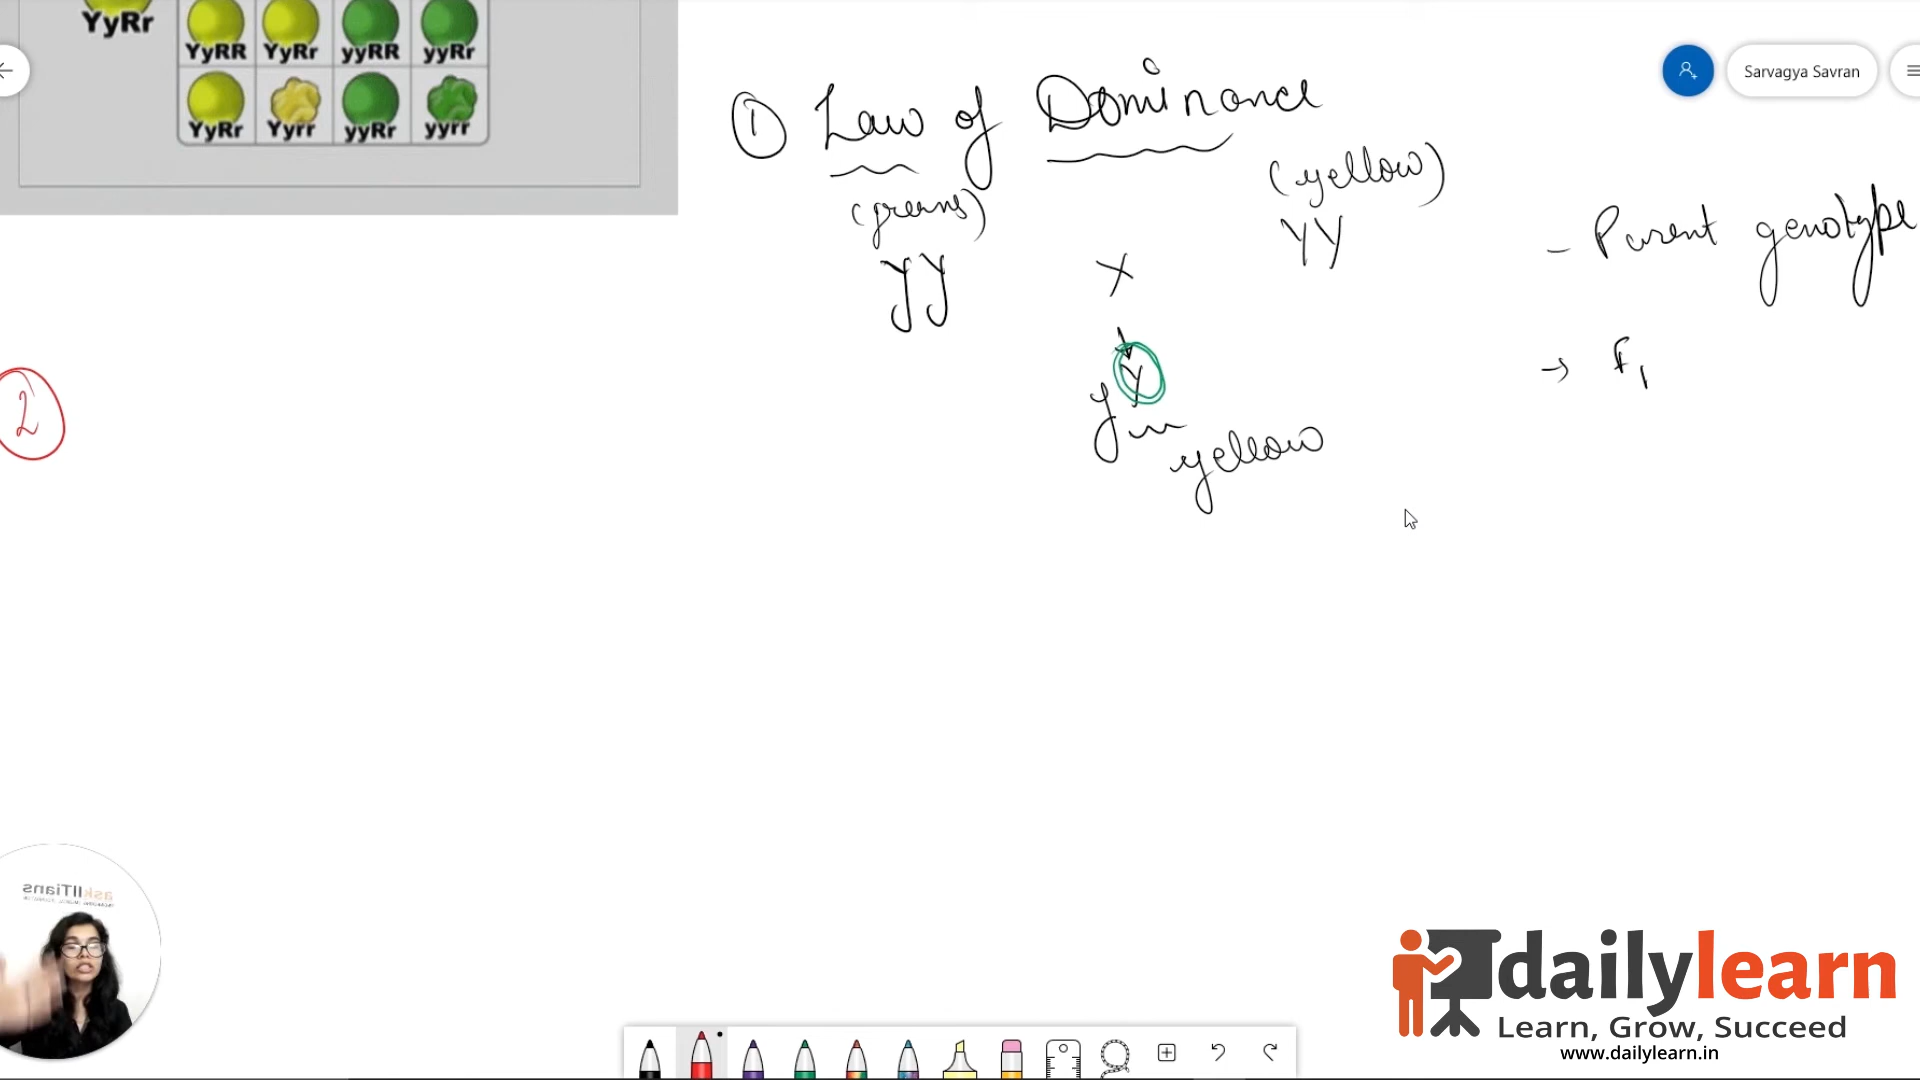 YyRr
YyRR YyRr yyRR yyRr
YyRr Yyrr yyRr yyrr
① Law of Dominance
(greens) (yellow)
yy X YY - Parent genotype
yY → F1
yellow
2
Sarvagya Savran
askIITians
dailylearn
Learn, Grow, Succeed
www.dailylearn.in